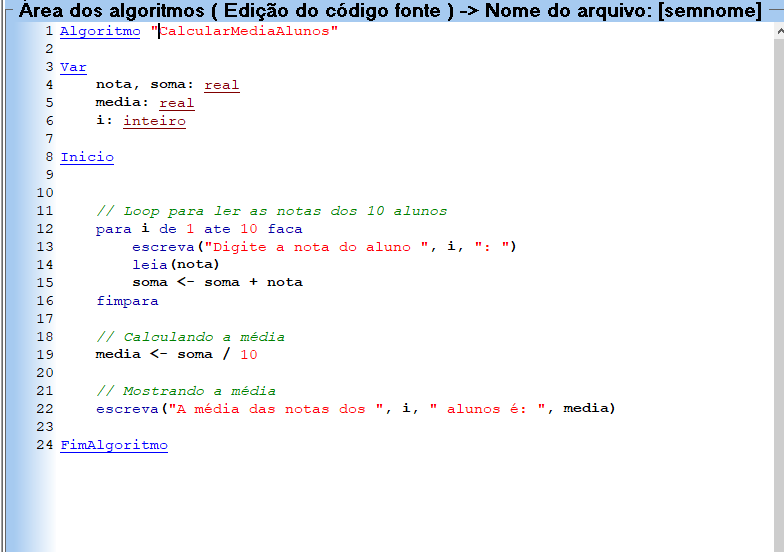 Área dos algoritmos ( Edição do código fonte ) -> Nome do arquivo: [semnome]
1 Algoritmo "CalcularMediaAlunos"
2
3 Var
4 nota, soma: real
5 media: real
6 i: inteiro
7
8 Inicio
9
10
11 // Loop para ler as notas dos 10 alunos
12 para i de 1 ate 10 faca
13 escreva("Digite a nota do aluno ", i, ": ")
14 leia(nota)
15 soma <- soma + nota
16 fimpara
17
18 // Calculando a média
19 media <- soma / 10
20
21 // Mostrando a média
22 escreva("A média das notas dos ", i, " alunos é: ", media)
23
24 FimAlgoritmo